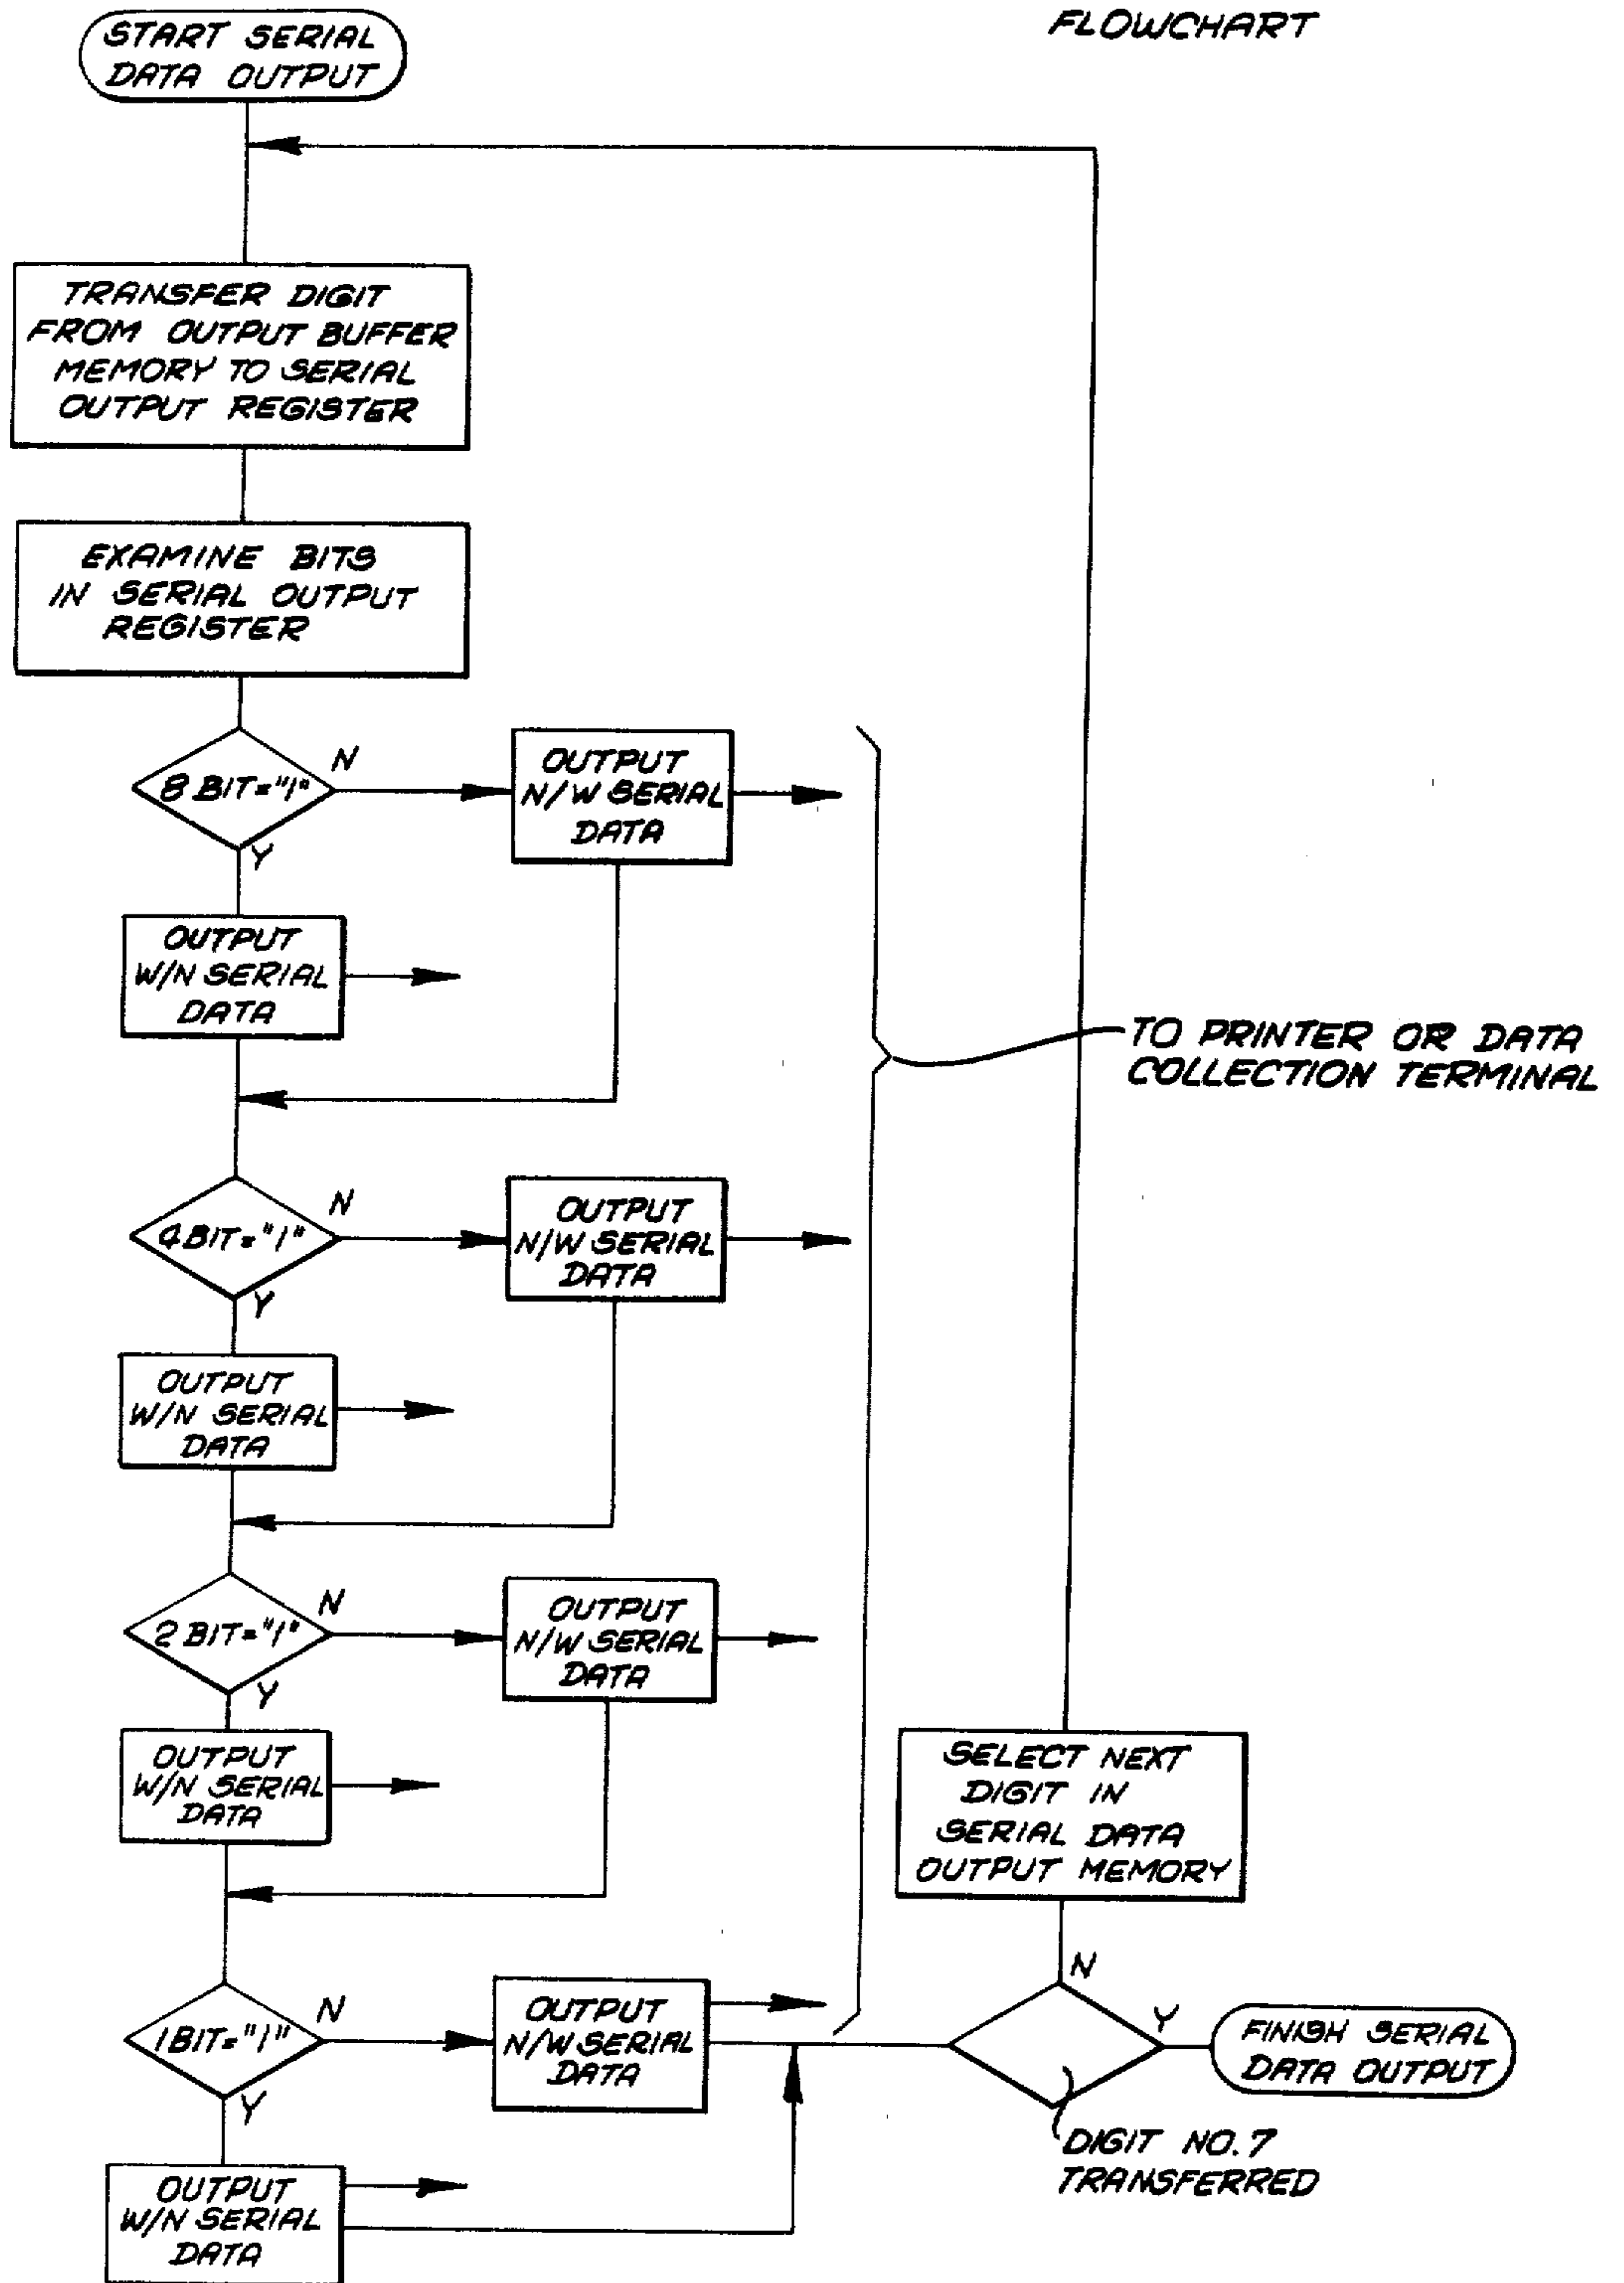 FLOWCHART
START SERIAL
DATA OUTPUT
TRANSFER DIGIT
FROM OUTPUT BUFFER
MEMORY TO SERIAL
OUTPUT REGISTER
EXAMINE BITS
IN SERIAL OUTPUT
REGISTER
8 BIT="1"
N
Y
OUTPUT
N/W SERIAL
DATA
OUTPUT
W/N SERIAL
DATA
TO PRINTER OR DATA
COLLECTION TERMINAL
4 BIT="1"
N
Y
OUTPUT
N/W SERIAL
DATA
OUTPUT
W/N SERIAL
DATA
2 BIT="1"
N
Y
OUTPUT
N/W SERIAL
DATA
OUTPUT
W/N SERIAL
DATA
1 BIT="1"
N
Y
OUTPUT
N/W SERIAL
DATA
OUTPUT
W/N SERIAL
DATA
SELECT NEXT
DIGIT IN
SERIAL DATA
OUTPUT MEMORY
N
Y
DIGIT NO. 7
TRANSFERRED
FINISH SERIAL
DATA OUTPUT